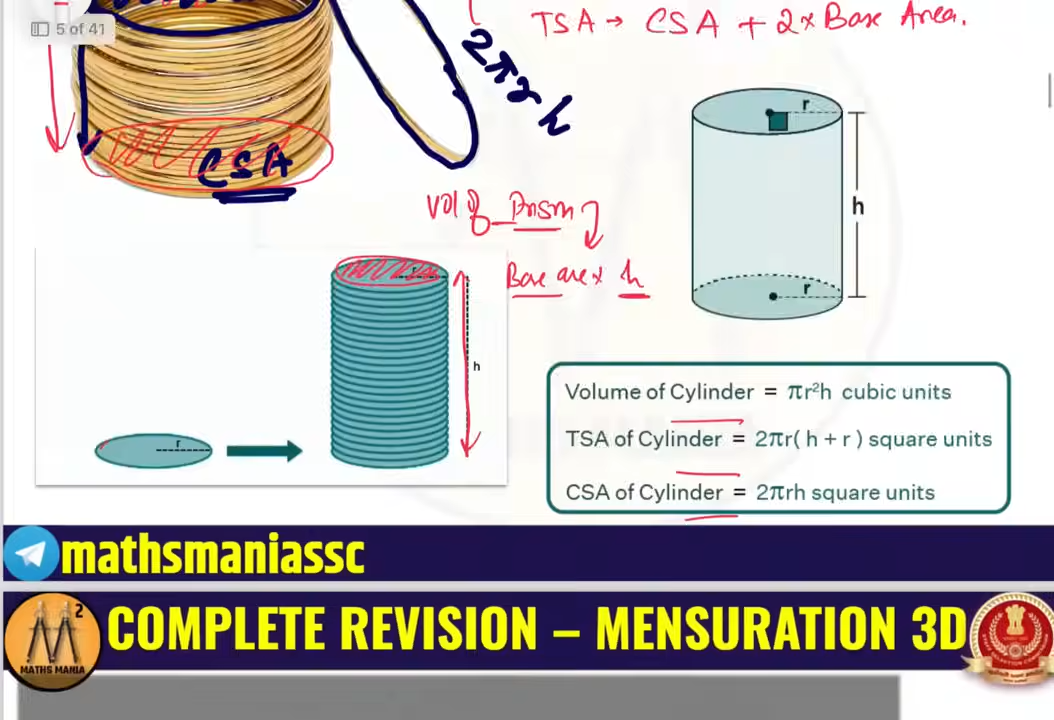 5 of 41
TSA → CSA + 2 x Base Area.
2πrh
CSA
r
h
r
Vol of Prism
Base are x h
r
h
r
Volume of Cylinder = πr²h cubic units
TSA of Cylinder = 2πr( h + r ) square units
CSA of Cylinder = 2πrh square units
mathsmaniassc
2
MATHS MANIA
COMPLETE REVISION – MENSURATION 3D